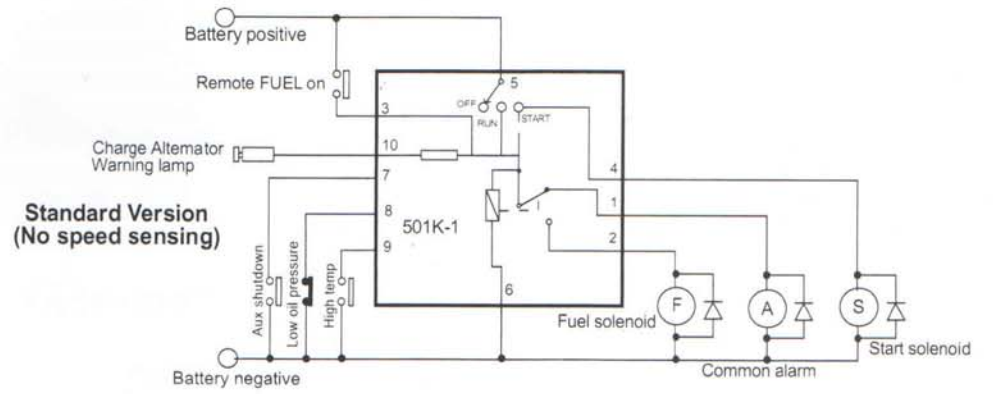 Battery positive
Remote FUEL on
5
OFF
RUN
START
3
Charge Alternator
Warning lamp
10
4
7
Standard Version
(No speed sensing)
8
501K-1
1
9
2
Aux shutdown
Low oil pressure
High temp
6
F
A
S
Fuel solenoid
Start solenoid
Common alarm
Battery negative